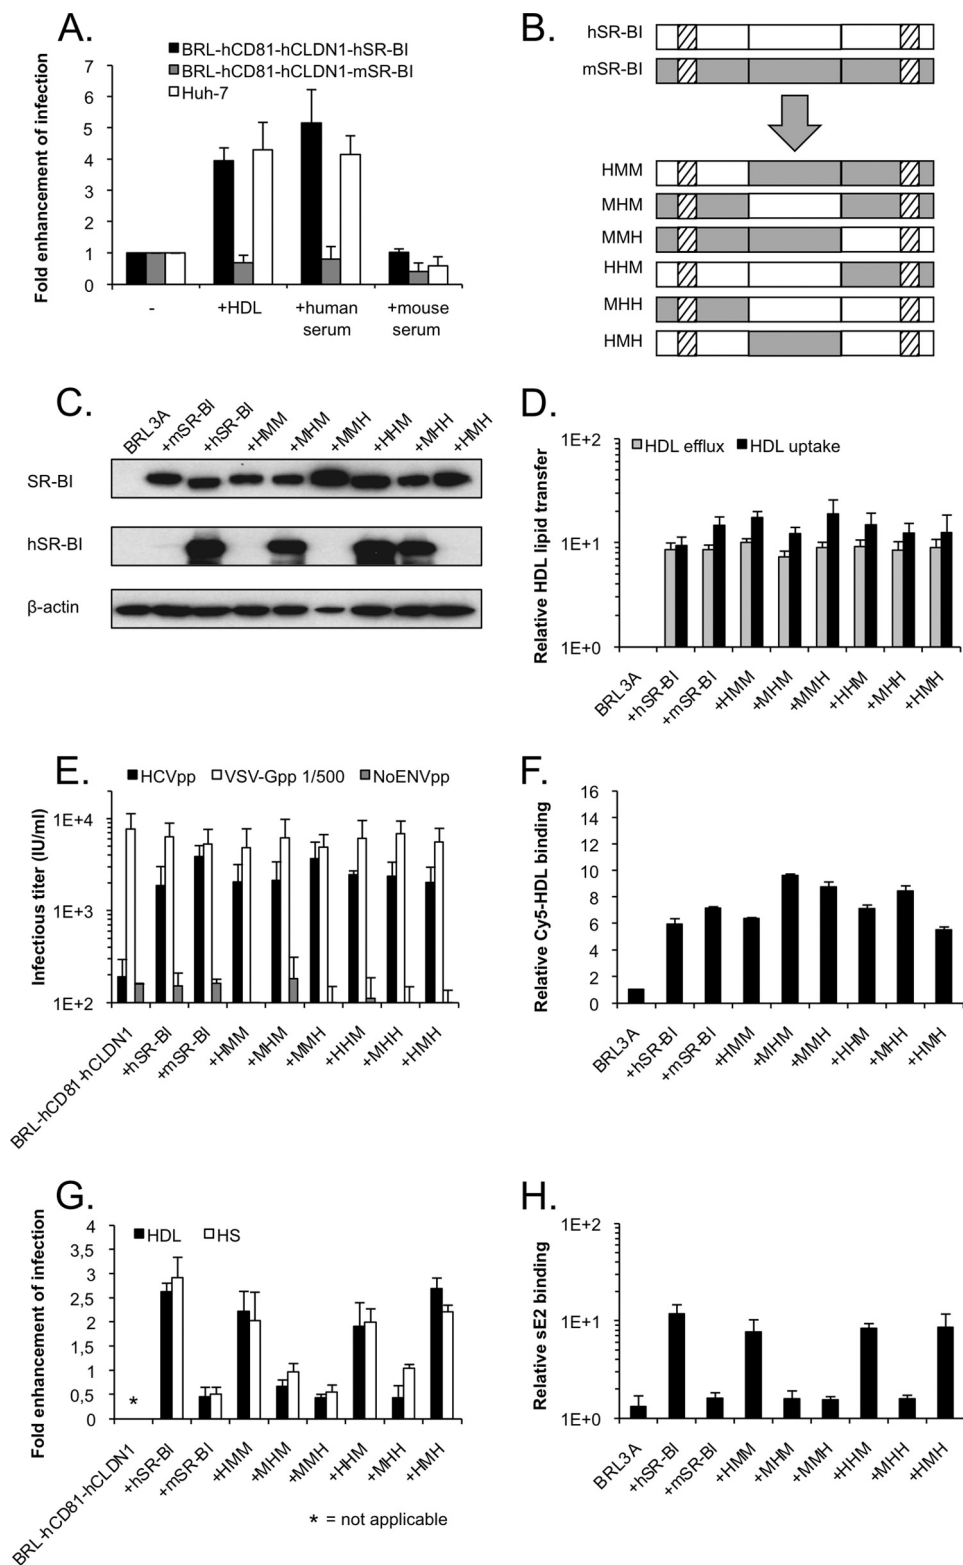 A.
BRL-hCD81-hCLDN1-hSR-BI
BRL-hCD81-hCLDN1-mSR-BI
Huh-7
Fold enhancement of infection
7
6
5
4
3
2
1
0
-
+HDL
+human
serum
+mouse
serum
B.
hSR-BI
mSR-BI
HMM
MHM
MMH
HHM
MHH
HMH
C.
BRL3A
+mSR-BI
+hSR-BI
+HMM
+MHM
+MMH
+HHM
+MHH
+HMH
SR-BI
hSR-BI
β-actin
D.
HDL efflux
HDL uptake
Relative HDL lipid transfer
1E+2
1E+1
1E+0
BRL3A
+hSR-BI
+mSR-BI
+HMM
+MHM
+MMH
+HHM
+MHH
+HMH
E.
HCVpp
VSV-Gpp 1/500
NoENVpp
Infectious titer (IU/ml)
1E+4
1E+3
1E+2
BRL-hCD81-hCLDN1
+hSR-BI
+mSR-BI
+HMM
+MHM
+MMH
+HHM
+MHH
+HMH
F.
Relative Cy5-HDL binding
16
14
12
10
8
6
4
2
0
BRL3A
+hSR-BI
+mSR-BI
+HMM
+MHM
+MMH
+HHM
+MHH
+HMH
G.
HDL
HS
Fold enhancement of infection
4
3,5
3
2,5
2
1,5
1
0,5
0
*
BRL-hCD81-hCLDN1
+hSR-BI
+mSR-BI
+HMM
+MHM
+MMH
+HHM
+MHH
+HMH
* = not applicable
H.
Relative sE2 binding
1E+2
1E+1
1E+0
BRL3A
+hSR-BI
+mSR-BI
+HMM
+MHM
+MMH
+HHM
+MHH
+HMH